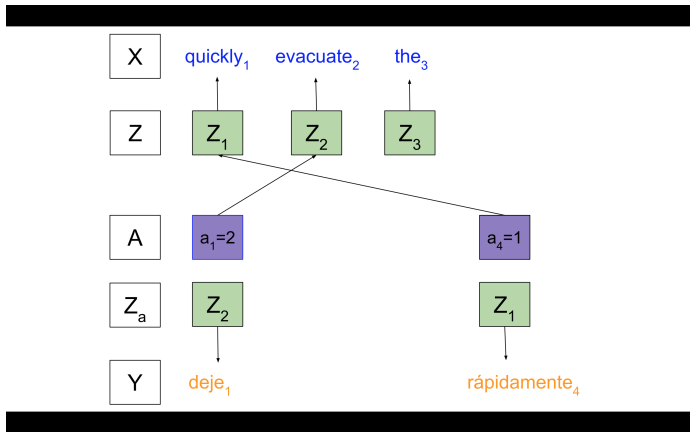 X quickly₁ evacuate₂ the₃
Z Z₁ Z₂ Z₃
A a₁=2 a₄=1
Zₐ Z₂ Z₁
Y deje₁ rápidamente₄